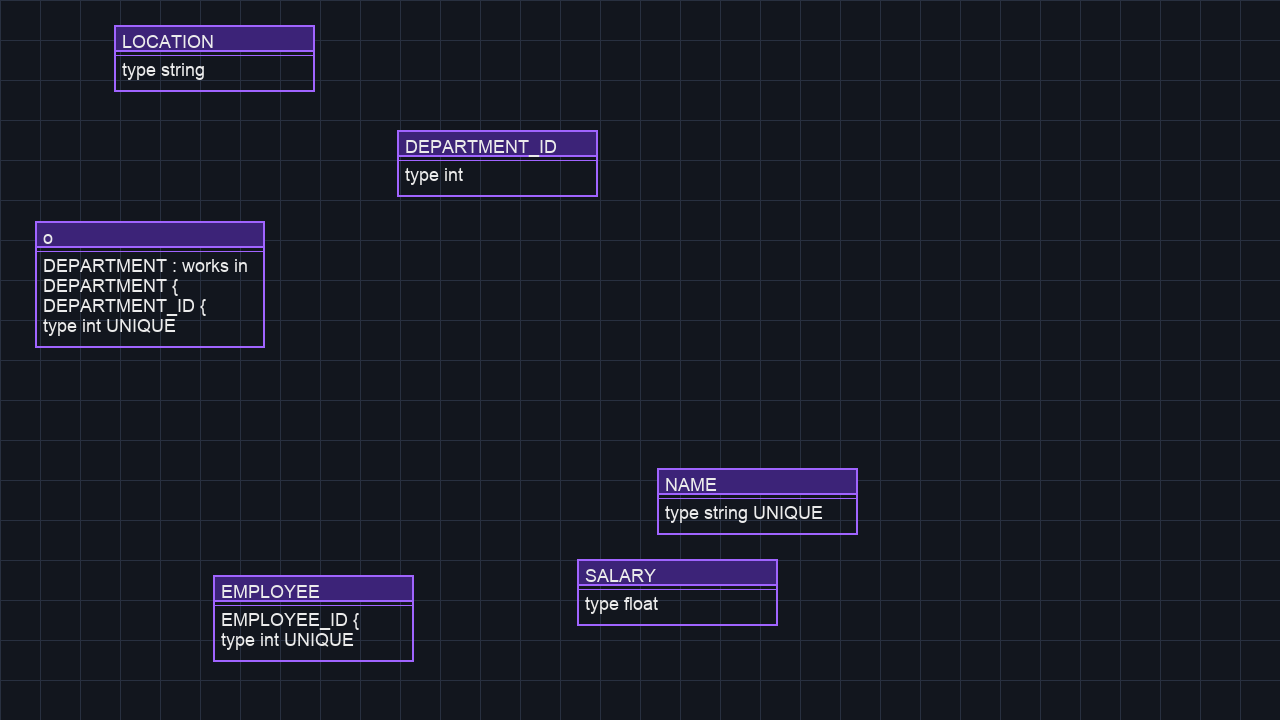 LOCATION
type string
DEPARTMENT_ID
type int
o
DEPARTMENT : works in
DEPARTMENT {
DEPARTMENT_ID {
type int UNIQUE
NAME
type string UNIQUE
SALARY
type float
EMPLOYEE
EMPLOYEE_ID {
type int UNIQUE